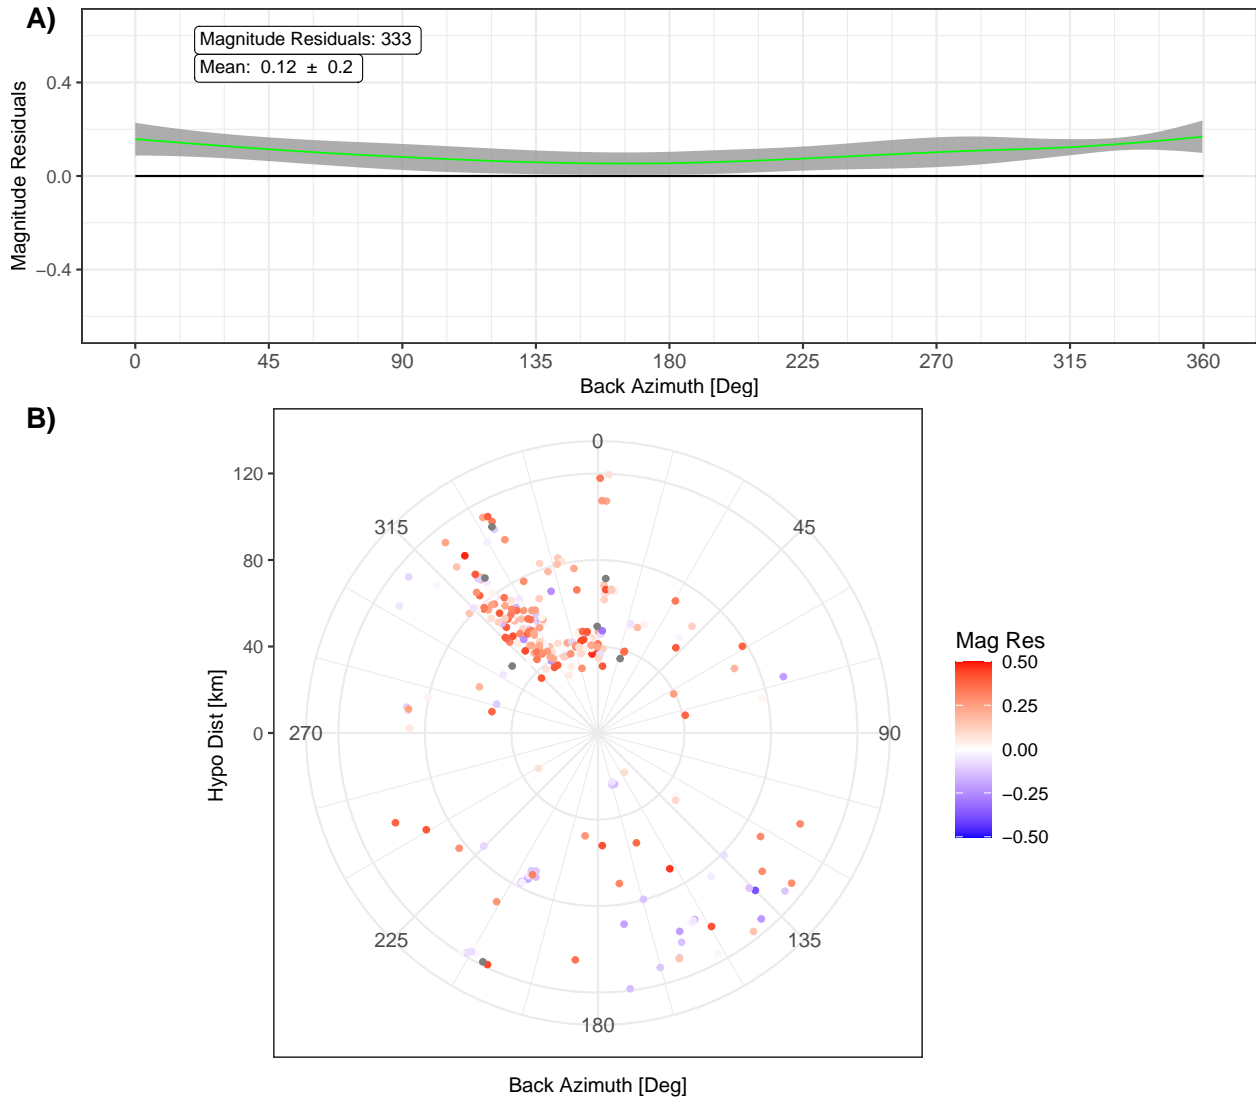 A)
Magnitude Residuals: 333
Mean:  0.12  ±  0.2
Magnitude Residuals
0.4
0.0
−0.4
0 45 90 135 180 225 270 315 360
Back Azimuth [Deg]
B)
Hypo Dist [km]
120
80
40
0
0
45
90
135
180
225
270
315
Back Azimuth [Deg]
Mag Res
0.50
0.25
0.00
−0.25
−0.50